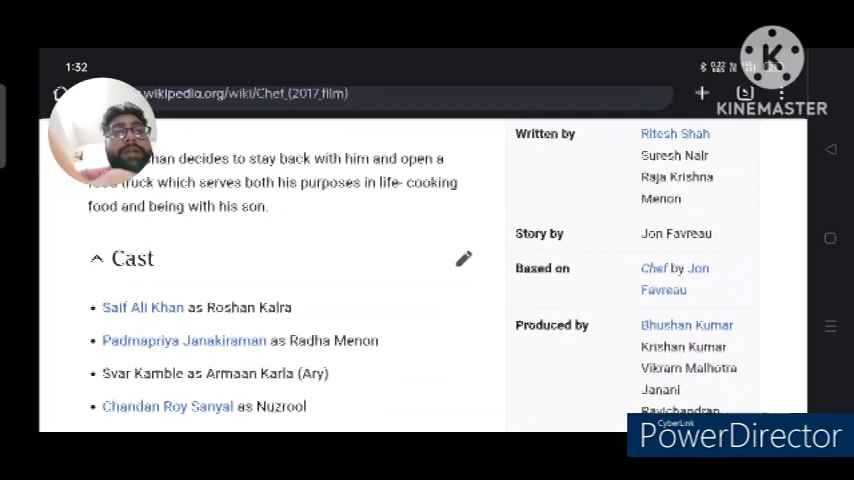 1:32
KINEMASTER
.wikipedia.org/wiki/Chef_(2017_film)
han decides to stay back with him and open a
truck which serves both his purposes in life- cooking
food and being with his son.
Cast
• Saif Ali Khan as Roshan Kalra
• Padmapriya Janakiraman as Radha Menon
• Svar Kamble as Armaan Karla (Ary)
• Chandan Roy Sanyal as Nuzrool
Written by
Ritesh Shah
Suresh Nair
Raja Krishna
Menon
Story by
Jon Favreau
Based on
Chef by Jon
Favreau
Produced by
Bhushan Kumar
Krishan Kumar
Vikram Malhotra
Janani
Ravichandran
CyberLink
PowerDirector